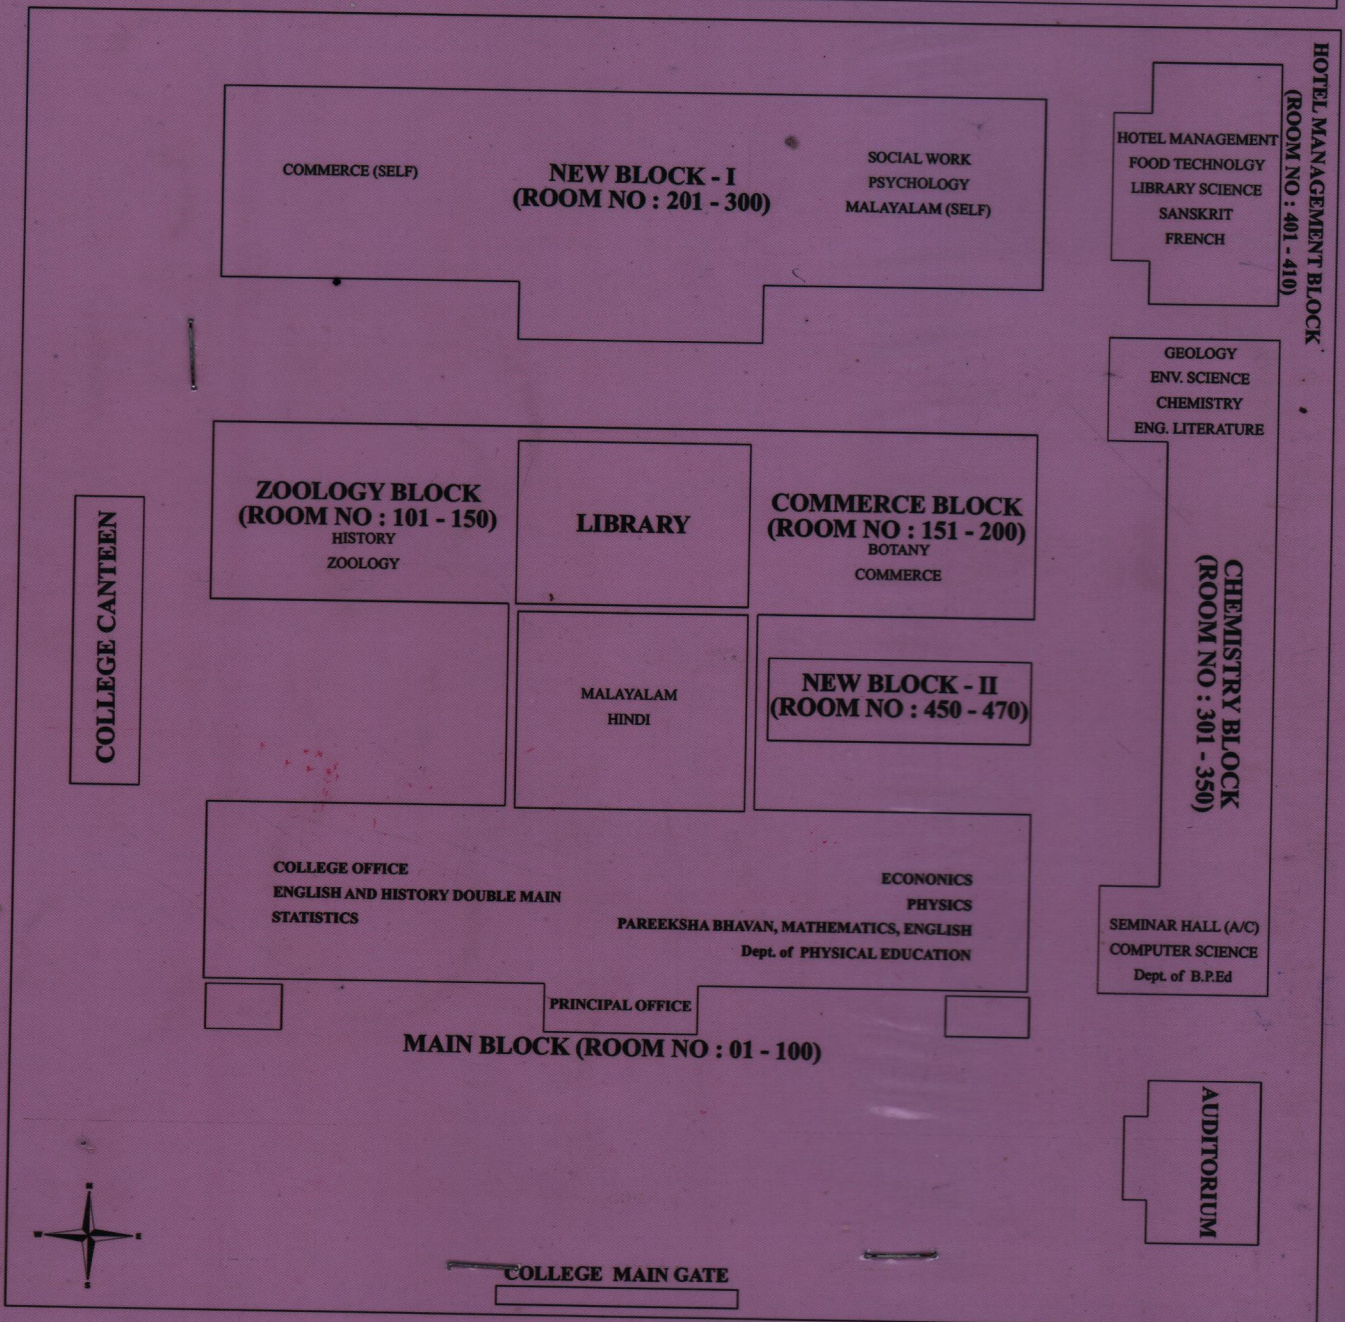 HOTEL MANAGEMENT BLOCK
(ROOM NO : 401 - 410)
COMMERCE (SELF)
NEW BLOCK - I
(ROOM NO : 201 - 300)
SOCIAL WORK
PSYCHOLOGY
MALAYALAM (SELF)
HOTEL MANAGEMENT
FOOD TECHNOLGY
LIBRARY SCIENCE
SANSKRIT
FRENCH
GEOLOGY
ENV. SCIENCE
CHEMISTRY
ENG. LITERATURE
ZOOLOGY BLOCK
(ROOM NO : 101 - 150)
HISTORY
ZOOLOGY
LIBRARY
COMMERCE BLOCK
(ROOM NO : 151 - 200)
BOTANY
COMMERCE
COLLEGE CANTEEN
CHEMISTRY BLOCK
(ROOM NO : 301 - 350)
MALAYALAM
HINDI
NEW BLOCK - II
(ROOM NO : 450 - 470)
COLLEGE OFFICE
ENGLISH AND HISTORY DOUBLE MAIN
STATISTICS
ECONONICS
PHYSICS
PAREEKSHA BHAVAN, MATHEMATICS, ENGLISH
Dept. of PHYSICAL EDUCATION
SEMINAR HALL (A/C)
COMPUTER SCIENCE
Dept. of B.P.Ed
PRINCIPAL OFFICE
MAIN BLOCK (ROOM NO : 01 - 100)
AUDITORIUM
N
W
E
S
COLLEGE MAIN GATE